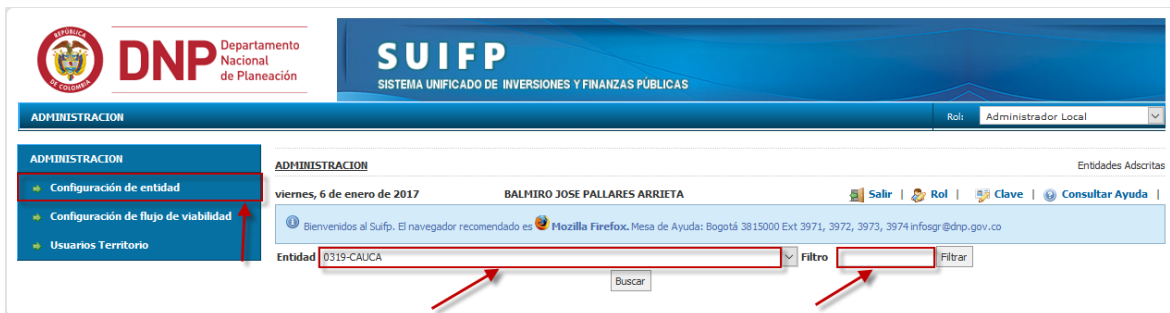 REPÚBLICA
DE COLOMBIA
DNP
Departamento
Nacional
de Planeación
SUIFP
SISTEMA UNIFICADO DE INVERSIONES Y FINANZAS PÚBLICAS
ADMINISTRACION
Rol: Administrador Local
ADMINISTRACION
Configuración de entidad
Configuración de flujo de viabilidad
Usuarios Territorio
ADMINISTRACION Entidades Adscritas
viernes, 6 de enero de 2017 BALMIRO JOSE PALLARES ARRIETA Salir | Rol | Clave | Consultar Ayuda |
Bienvenidos al Suifp. El navegador recomendado es Mozilla Firefox. Mesa de Ayuda: Bogotá 3815000 Ext 3971, 3972, 3973, 3974 infosgr@dnp.gov.co
Entidad 0319-CAUCA Filtro Filtrar
Buscar